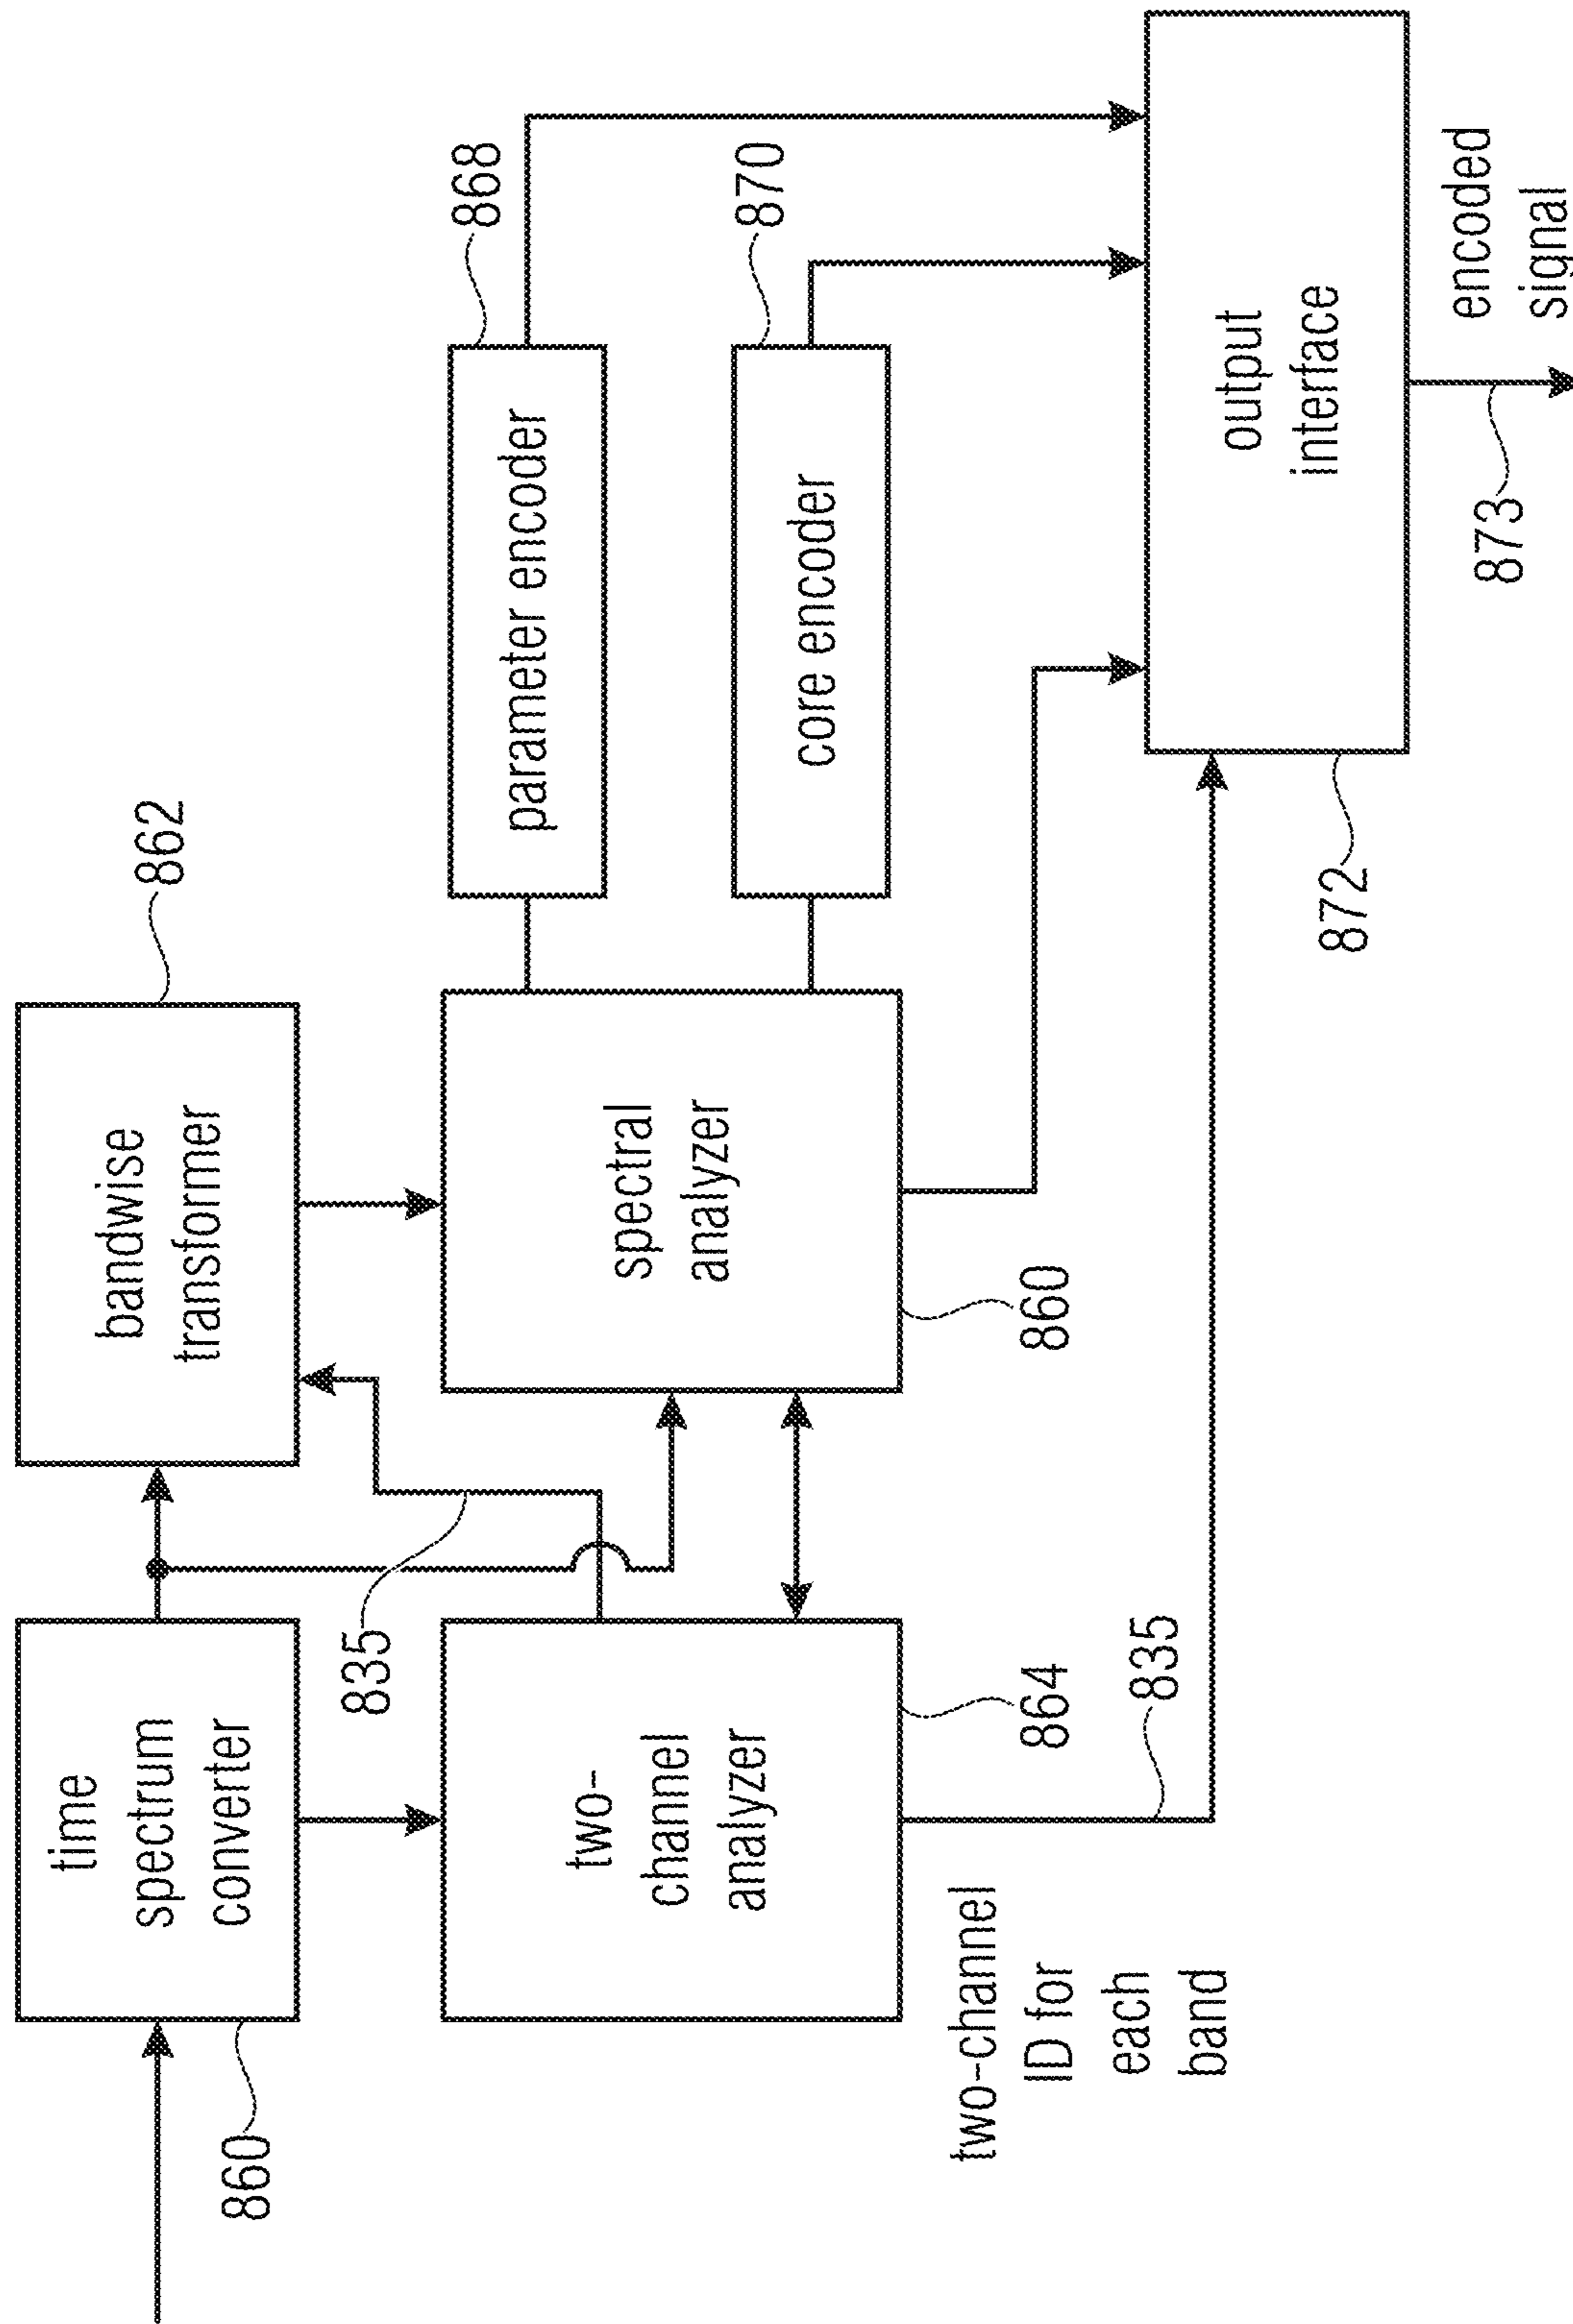 time
spectrum
converter
860
bandwise
transformer
862
835
two-
channel
analyzer
864
spectral
analyzer
860
parameter encoder
868
core encoder
870
two-channel
ID for
each
band
835
output
interface
872
873
encoded
signal